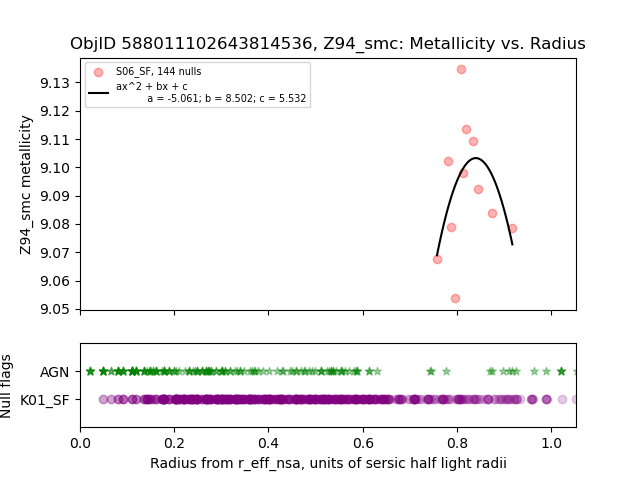 ObjID 588011102643814536, Z94_smc: Metallicity vs. Radius
S06_SF, 144 nulls
ax^2 + bx + c
a = -5.061; b = 8.502; c = 5.532
9.13
9.12
9.11
9.10
9.09
9.08
9.07
9.06
9.05
Z94_smc metallicity
AGN
K01_SF
Null flags
0.0 0.2 0.4 0.6 0.8 1.0
Radius from r_eff_nsa, units of sersic half light radii